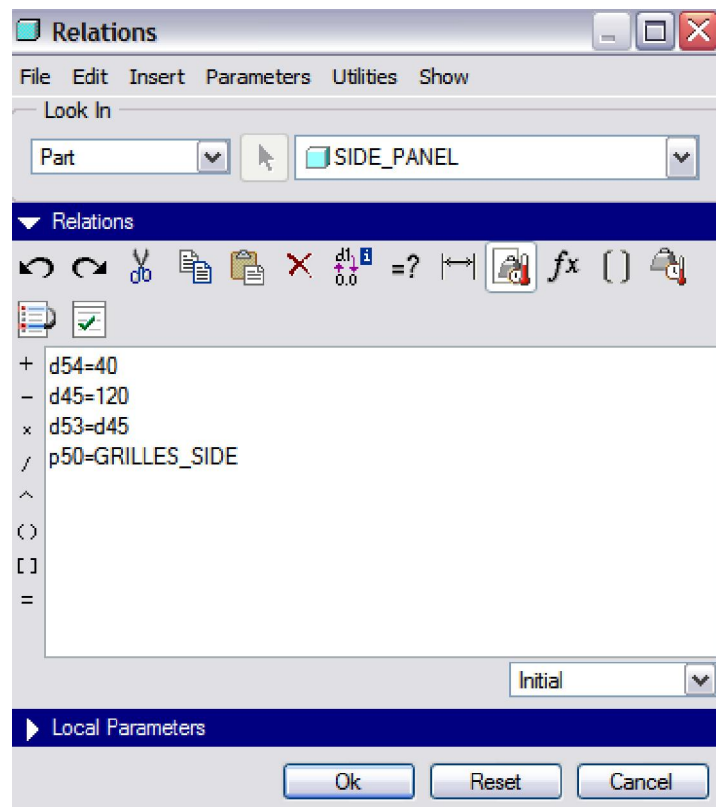 Relations
File Edit Insert Parameters Utilities Show
Look In
Part SIDE_PANEL
Relations
d1 0.0 =? fx [ ]
+ d54=40
- d45=120
x d53=d45
/ p50=GRILLES_SIDE
^
()
[]
=
Initial
Local Parameters
Ok Reset Cancel